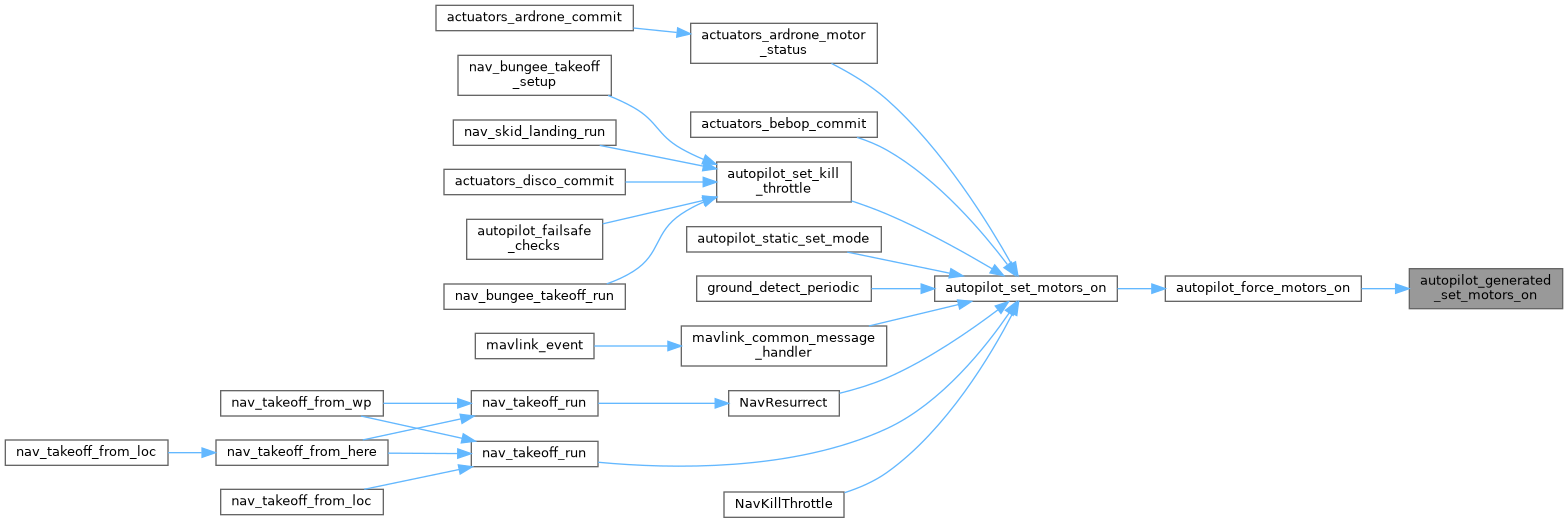 actuators_ardrone_commit
actuators_ardrone_motor
_status
nav_bungee_takeoff
_setup
actuators_bebop_commit
nav_skid_landing_run
autopilot_set_kill
_throttle
actuators_disco_commit
autopilot_failsafe
_checks
autopilot_static_set_mode
nav_bungee_takeoff_run
ground_detect_periodic
autopilot_set_motors_on
autopilot_force_motors_on
autopilot_generated
_set_motors_on
mavlink_event
mavlink_common_message
_handler
nav_takeoff_from_wp
nav_takeoff_run
NavResurrect
nav_takeoff_from_loc
nav_takeoff_from_here
nav_takeoff_run
nav_takeoff_from_loc
NavKillThrottle